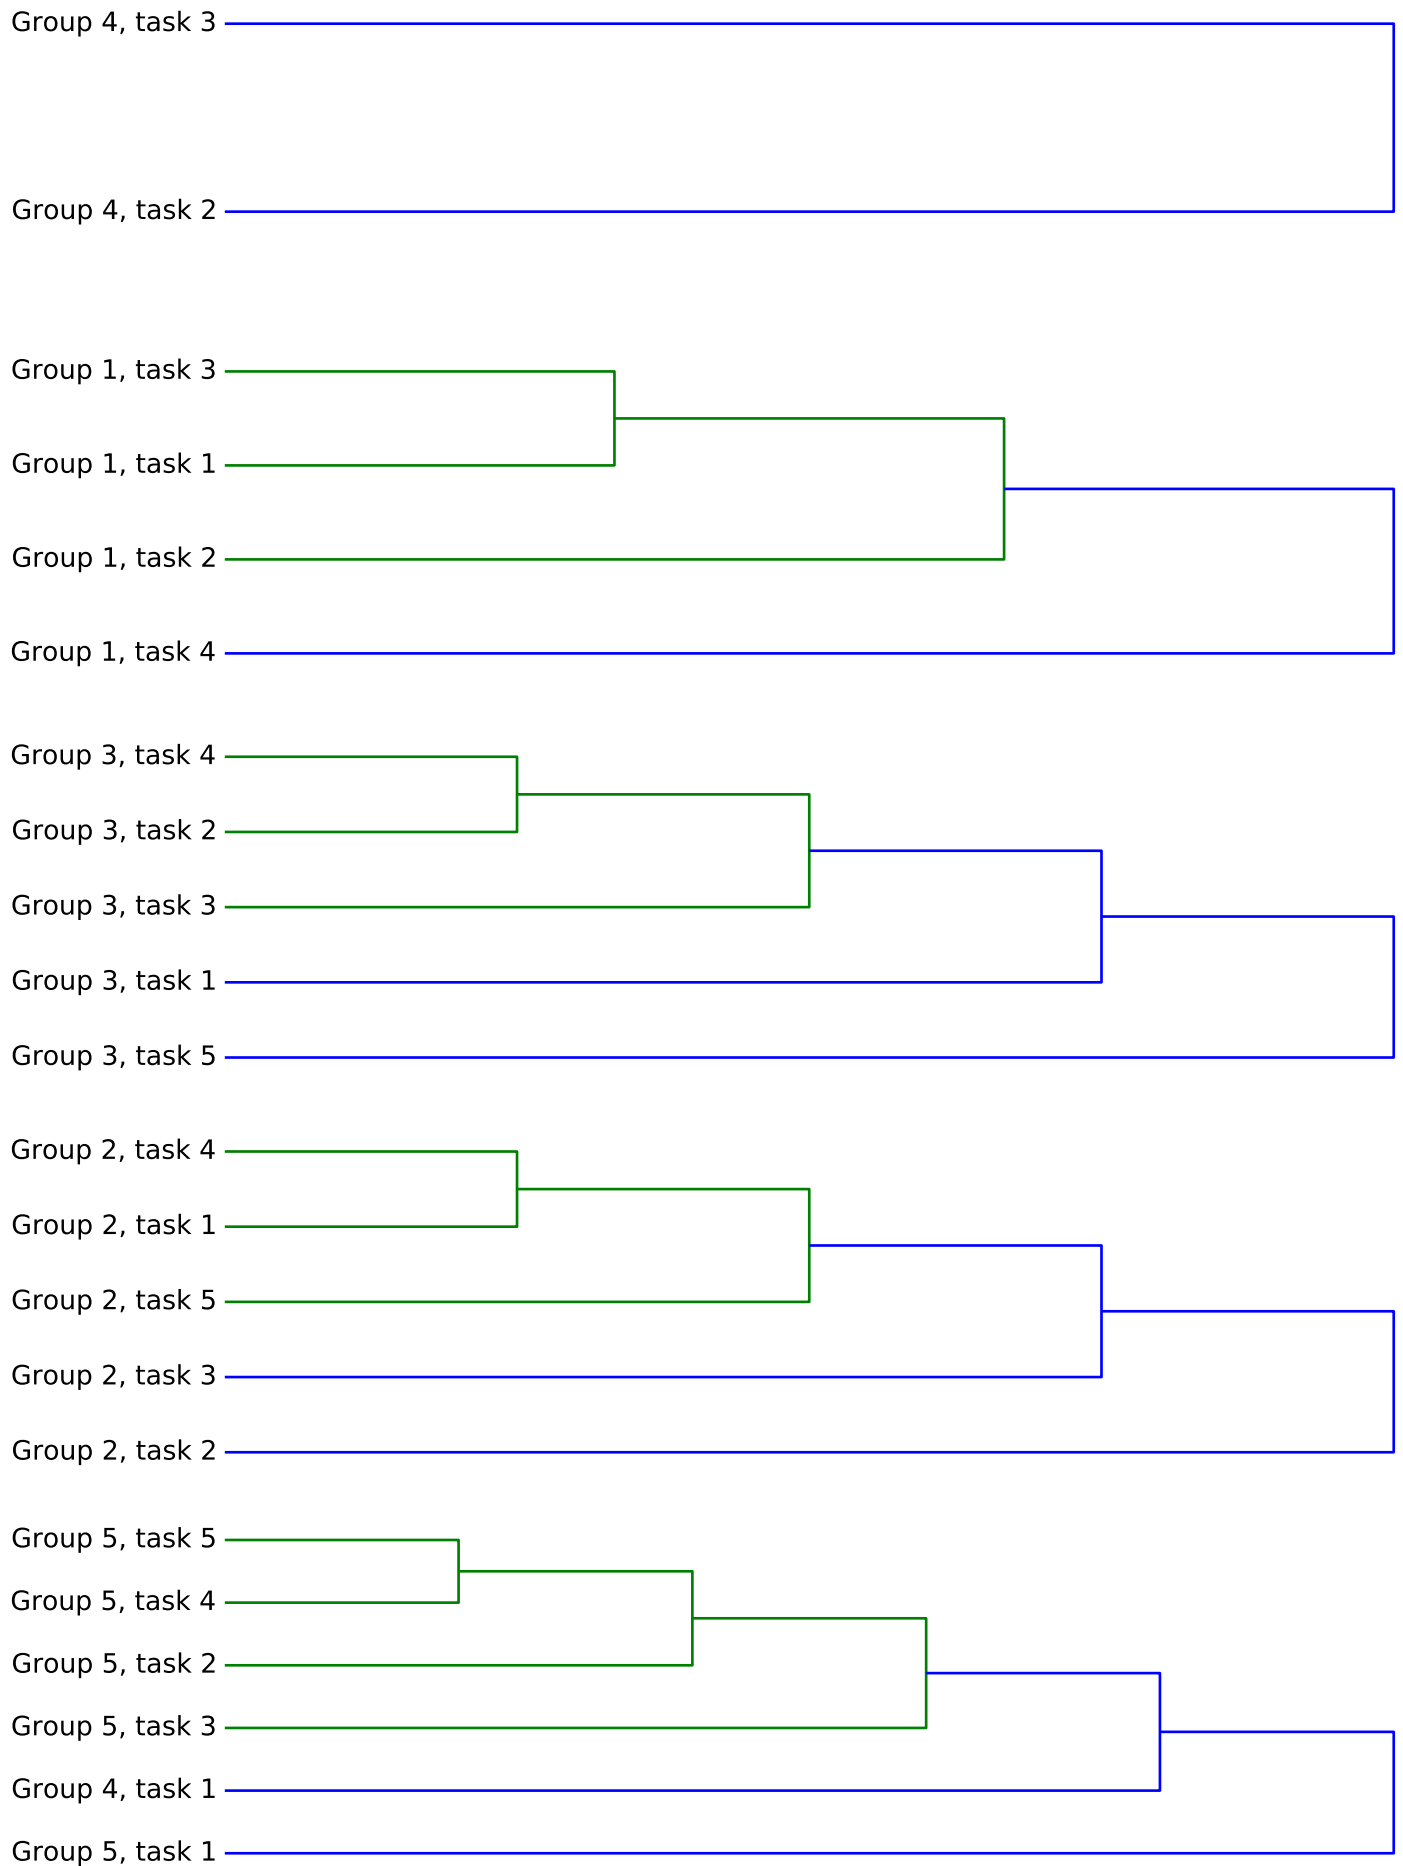 Group 4, task 3
Group 4, task 2
Group 1, task 3
Group 1, task 1
Group 1, task 2
Group 1, task 4
Group 3, task 4
Group 3, task 2
Group 3, task 3
Group 3, task 1
Group 3, task 5
Group 2, task 4
Group 2, task 1
Group 2, task 5
Group 2, task 3
Group 2, task 2
Group 5, task 5
Group 5, task 4
Group 5, task 2
Group 5, task 3
Group 4, task 1
Group 5, task 1